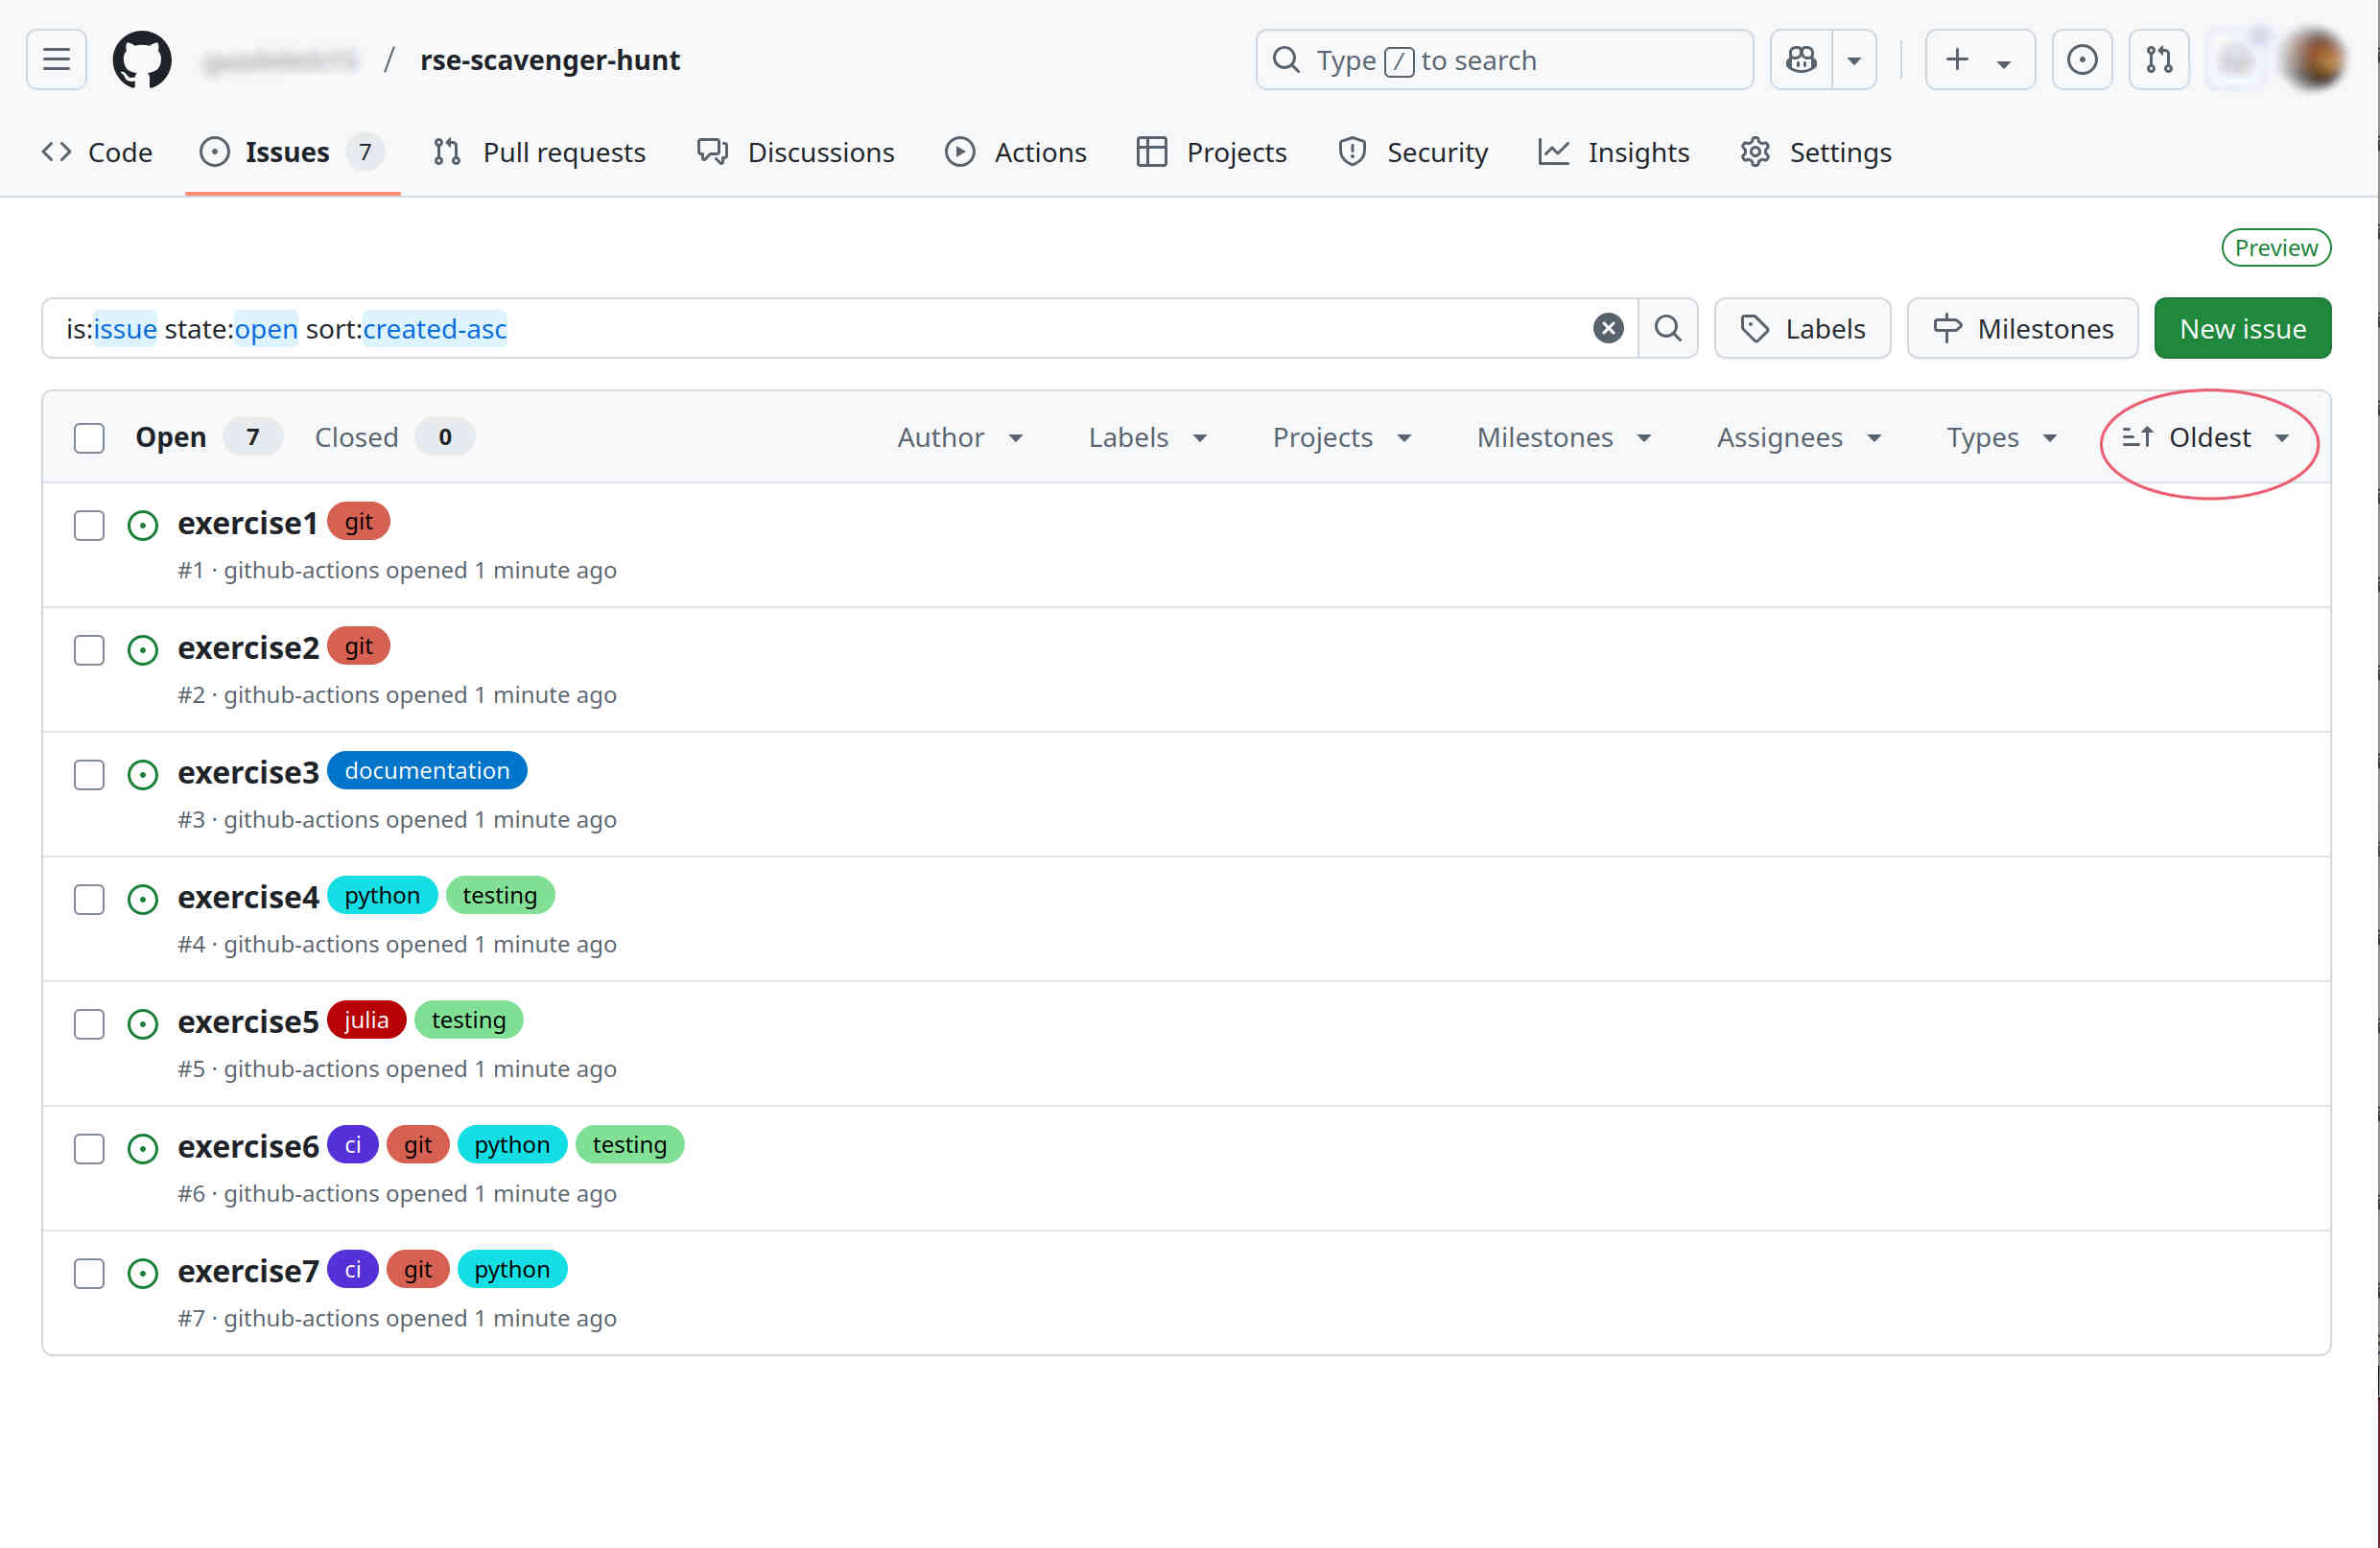 / rse-scavenger-hunt Type / to search
Code Issues 7 Pull requests Discussions Actions Projects Security Insights Settings
Preview
is:issue state:open sort:created-asc Labels Milestones New issue
Open 7 Closed 0 Author Labels Projects Milestones Assignees Types Oldest
exercise1 git
#1 · github-actions opened 1 minute ago
exercise2 git
#2 · github-actions opened 1 minute ago
exercise3 documentation
#3 · github-actions opened 1 minute ago
exercise4 python testing
#4 · github-actions opened 1 minute ago
exercise5 julia testing
#5 · github-actions opened 1 minute ago
exercise6 ci git python testing
#6 · github-actions opened 1 minute ago
exercise7 ci git python
#7 · github-actions opened 1 minute ago